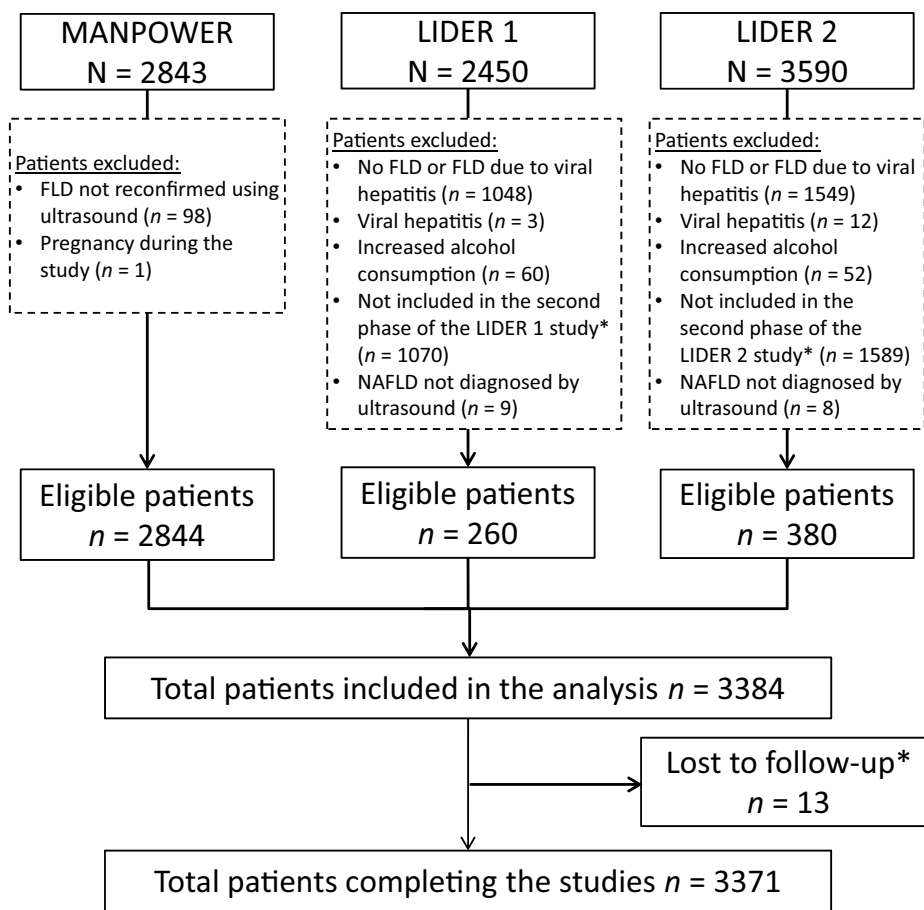 MANPOWER
N = 2843
LIDER 1
N = 2450
LIDER 2
N = 3590
Patients excluded:
• FLD not reconfirmed using
ultrasound (n = 98)
• Pregnancy during the
study (n = 1)
Patients excluded:
• No FLD or FLD due to viral
hepatitis (n = 1048)
• Viral hepatitis (n = 3)
• Increased alcohol
consumption (n = 60)
• Not included in the second
phase of the LIDER 1 study*
(n = 1070)
• NAFLD not diagnosed by
ultrasound (n = 9)
Patients excluded:
• No FLD or FLD due to viral
hepatitis (n = 1549)
• Viral hepatitis (n = 12)
• Increased alcohol
consumption (n = 52)
• Not included in the
second phase of the
LIDER 2 study* (n = 1589)
• NAFLD not diagnosed by
ultrasound (n = 8)
Eligible patients
n = 2844
Eligible patients
n = 260
Eligible patients
n = 380
Total patients included in the analysis n = 3384
Lost to follow-up*
n = 13
Total patients completing the studies n = 3371